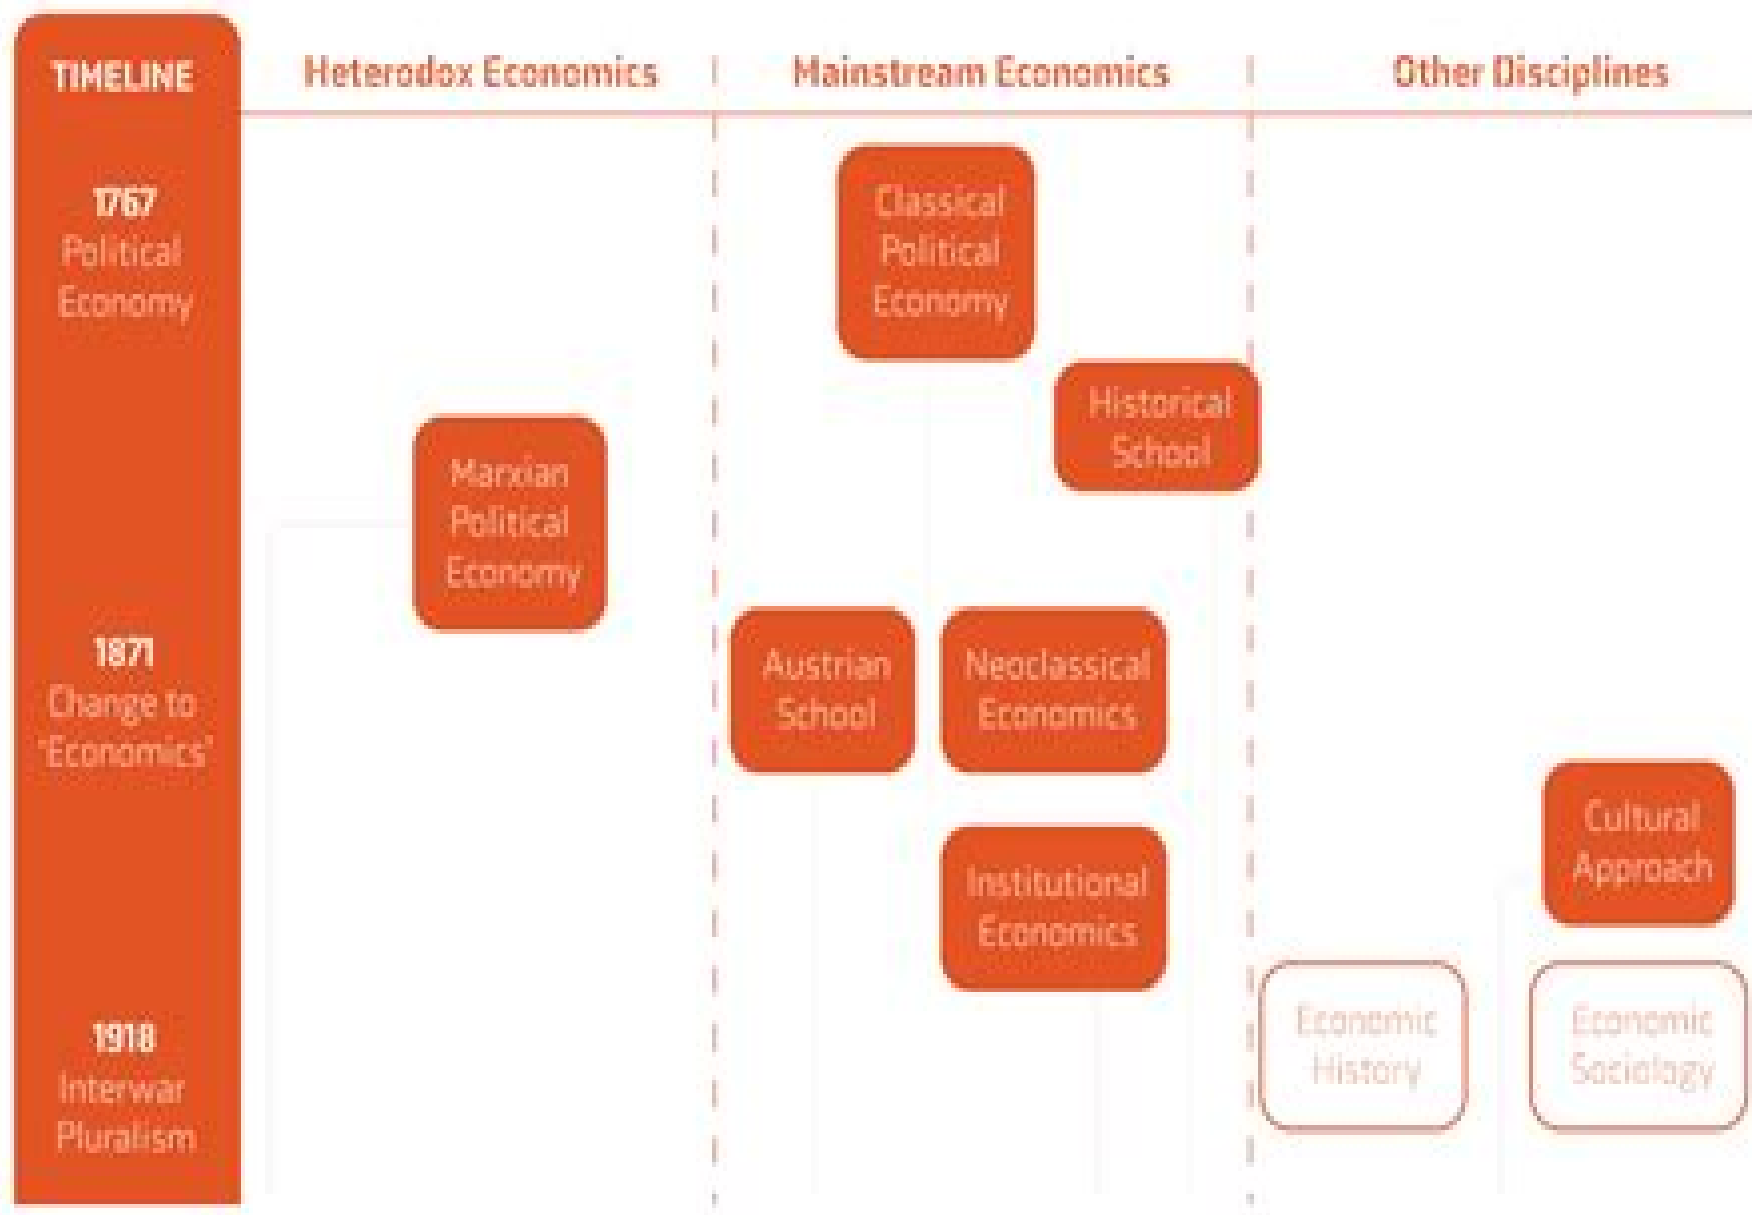 TIMELINE
Heterodox Economics
Mainstream Economics
Other Disciplines
1767
Political
Economy
Classical
Political
Economy
Historical
School
Marxian
Political
Economy
1871
Change to
'Economics'
Austrian
School
Neoclassical
Economics
Cultural
Approach
Institutional
Economics
1918
Interwar
Pluralism
Economic
History
Economic
Sociology